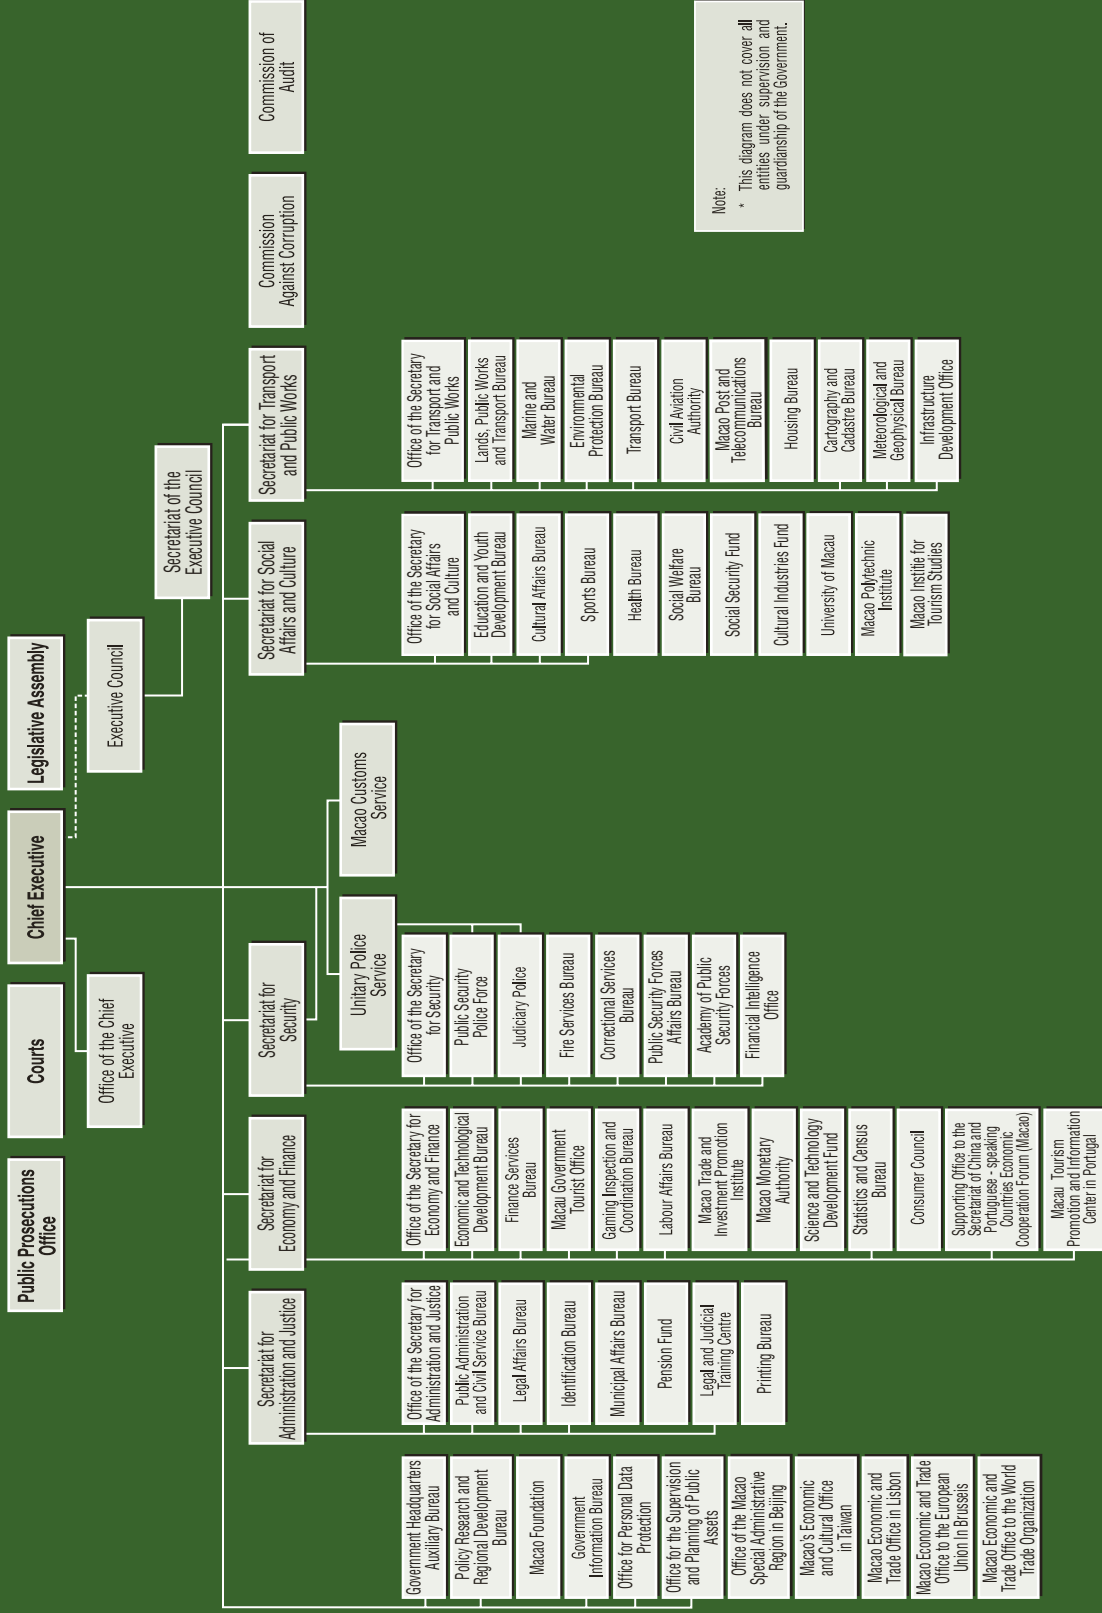 Public Prosecutions
Office
Courts
Chief Executive
Legislative Assembly
Office of the Chief
Executive
Executive Council
Secretariat of the
Executive Council
Secretariat for
Administration and Justice
Secretariat for
Economy and Finance
Secretariat for
Security
Secretariat for Social
Affairs and Culture
Secretariat for Transport
and Public Works
Commission
Against Corruption
Commission of
Audit
Unitary Police
Service
Macao Customs
Service
Government Headquarters
Auxiliary Bureau
Policy Research and
Regional Development
Bureau
Macao Foundation
Government
Information Bureau
Office for Personal Data
Protection
Office for the Supervision
and Planning of Public
Assets
Office of the Macao
Special Administrative
Region in Beijing
Macao's Economic
and Cultural Office
in Taiwan
Macao Economic and
Trade Office in Lisbon
Macao Economic and Trade
Office to the European
Union In Brusseis
Macao Economic and
Trade Office to the World
Trade Organization
Office of the Secretary for
Administration and Justice
Public Administration
and Civil Service Bureau
Legal Affairs Bureau
Identification Bureau
Municipal Affairs Bureau
Pension Fund
Legal and Judicial
Training Centre
Printing Bureau
Office of the Secretary for
Economy and Finance
Economic and Technological
Development Bureau
Finance Services
Bureau
Macau Government
Tourist Office
Gaming Inspection and
Coordination Bureau
Labour Affairs Bureau
Macao Trade and
Investment Promotion
Institute
Macao Monetary
Authority
Science and Technology
Development Fund
Statistics and Census
Bureau
Consumer Council
Supporting Office to the
Secretariat of China and
Portuguese - speaking
Countries Economic
Cooperation Forum (Macao)
Macau Tourism
Promotion and Information
Center in Portugal
Office of the Secretary
for Security
Public Security
Police Force
Judiciary Police
Fire Services Bureau
Correctional Services
Bureau
Public Security Forces
Affairs Bureau
Academy of Public
Security Forces
Financial Intelligence
Office
Office of the Secretary
for Social Affairs
and Culture
Education and Youth
Development Bureau
Cultural Affairs Bureau
Sports Bureau
Health Bureau
Social Welfare
Bureau
Social Security Fund
Cultural Industries Fund
University of Macau
Macao Polytechnic
Institute
Macao Institie for
Tourism Studies
Office of the Secretary
for Transport and
Public Works
Lands, Public Works
and Transport Bureau
Marine and
Water Bureau
Environmental
Protection Bureau
Transport Bureau
Civil Aviation
Authority
Macao Post and
Telecommunications
Bureau
Housing Bureau
Cartography and
Cadastre Bureau
Meteorological and
Geophysical Bureau
Infrastructure
Development Office
Note:
* This diagram does not cover all
entities under supervision and
guardianship of the Government.